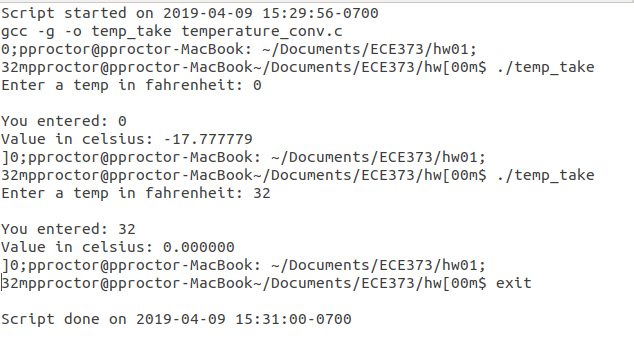 Script started on 2019-04-09 15:29:56-0700
gcc -g -o temp_take temperature_conv.c
0;pproctor@pproctor-MacBook: ~/Documents/ECE373/hw01;
32mpproctor@pproctor-MacBook~/Documents/ECE373/hw[00m$ ./temp_take
Enter a temp in fahrenheit: 0

You entered: 0
Value in celsius: -17.777779
]0;pproctor@pproctor-MacBook: ~/Documents/ECE373/hw01;
32mpproctor@pproctor-MacBook~/Documents/ECE373/hw[00m$ ./temp_take
Enter a temp in fahrenheit: 32

You entered: 32
Value in celsius: 0.000000
]0;pproctor@pproctor-MacBook: ~/Documents/ECE373/hw01;
32mpproctor@pproctor-MacBook~/Documents/ECE373/hw[00m$ exit

Script done on 2019-04-09 15:31:00-0700